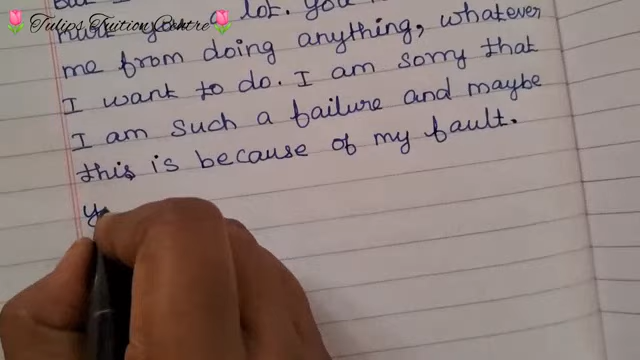 Tulips Tuition Centre
lot. you
me from doing anything, whatever
I want to do. I am sorry that
I am such a failure and maybe
this is because of my fault.